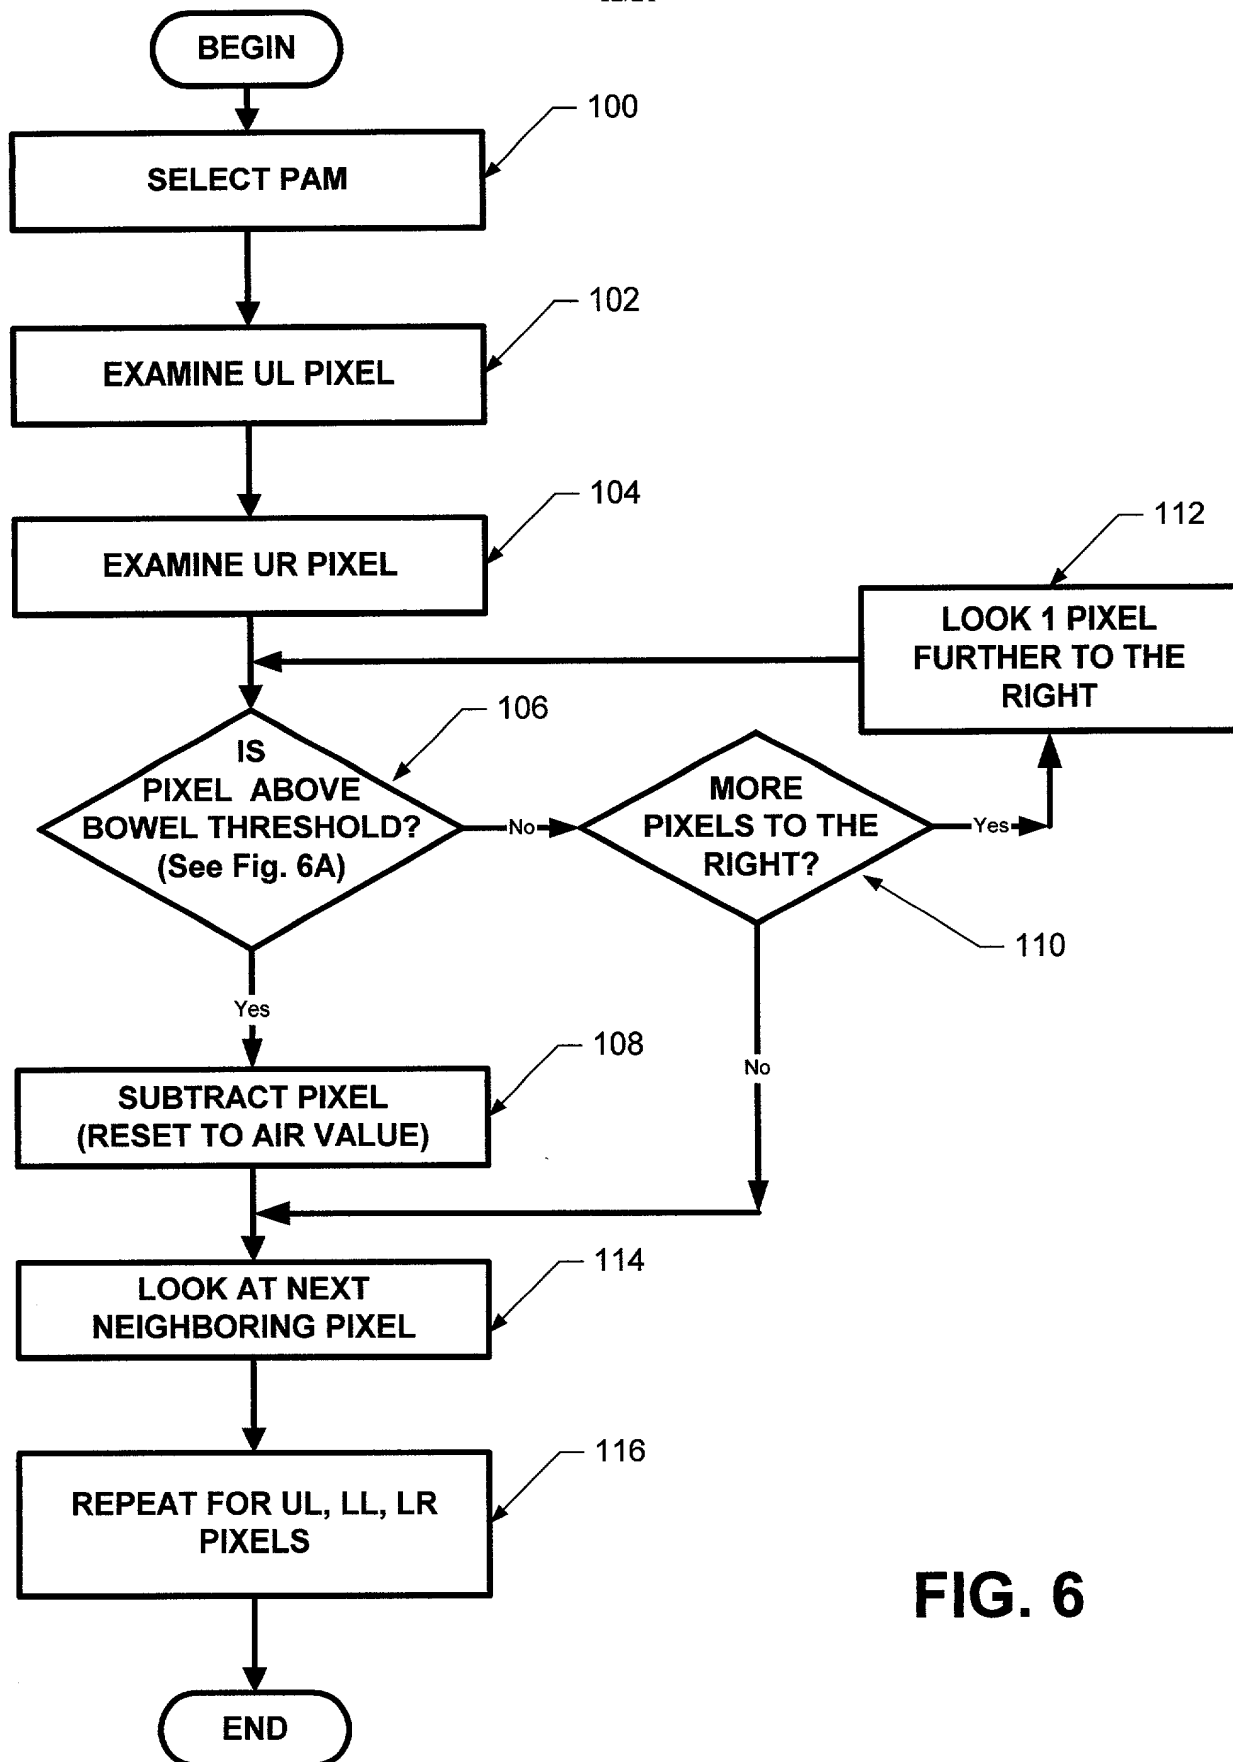 BEGIN
100
SELECT PAM
102
EXAMINE UL PIXEL
104
EXAMINE UR PIXEL
112
LOOK 1 PIXEL
FURTHER TO THE
RIGHT
106
IS
PIXEL ABOVE
BOWEL THRESHOLD?
(See Fig. 6A)
No
MORE
PIXELS TO THE
RIGHT?
Yes
110
Yes
No
108
SUBTRACT PIXEL
(RESET TO AIR VALUE)
114
LOOK AT NEXT
NEIGHBORING PIXEL
116
REPEAT FOR UL, LL, LR
PIXELS
FIG. 6
END